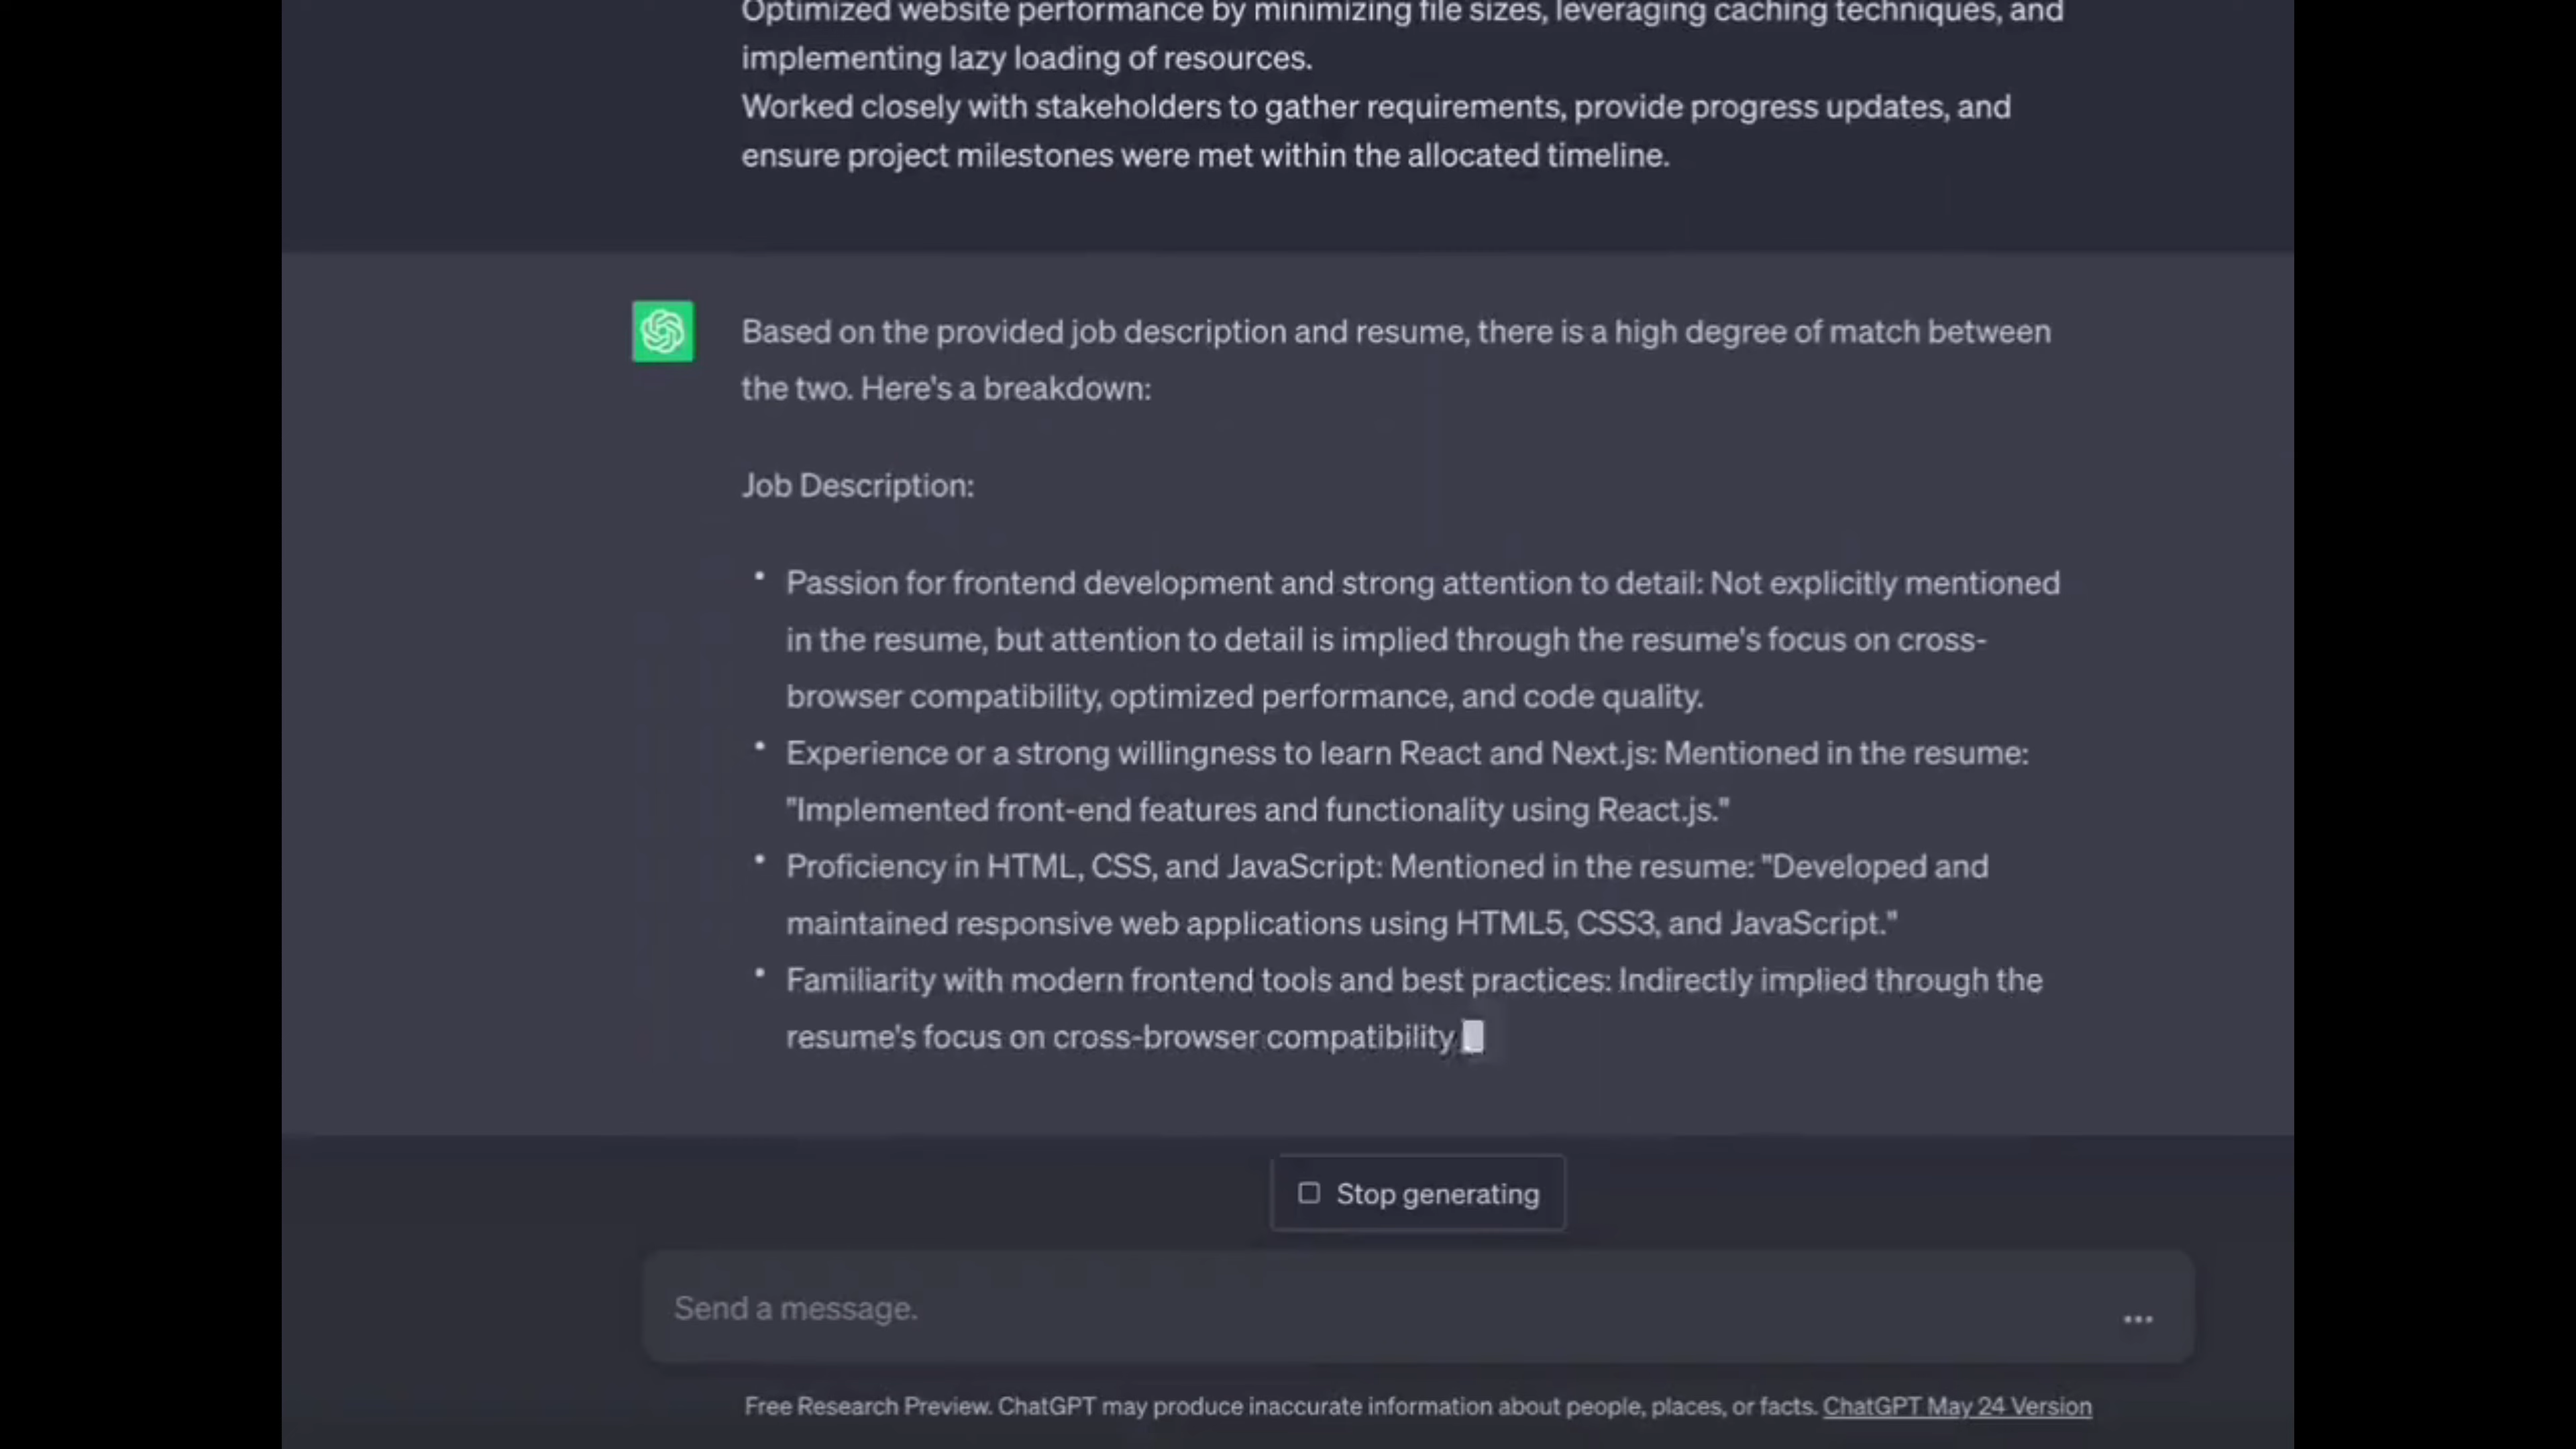 Optimized website performance by minimizing file sizes, leveraging caching techniques, and
implementing lazy loading of resources.
Worked closely with stakeholders to gather requirements, provide progress updates, and
ensure project milestones were met within the allocated timeline.
Based on the provided job description and resume, there is a high degree of match between
the two. Here's a breakdown:
Job Description:
• Passion for frontend development and strong attention to detail: Not explicitly mentioned
in the resume, but attention to detail is implied through the resume's focus on cross-
browser compatibility, optimized performance, and code quality.
• Experience or a strong willingness to learn React and Next.js: Mentioned in the resume:
"Implemented front-end features and functionality using React.js."
• Proficiency in HTML, CSS, and JavaScript: Mentioned in the resume: "Developed and
maintained responsive web applications using HTML5, CSS3, and JavaScript."
• Familiarity with modern frontend tools and best practices: Indirectly implied through the
resume's focus on cross-browser compatibility
Stop generating
Send a message.
Free Research Preview. ChatGPT may produce inaccurate information about people, places, or facts. ChatGPT May 24 Version